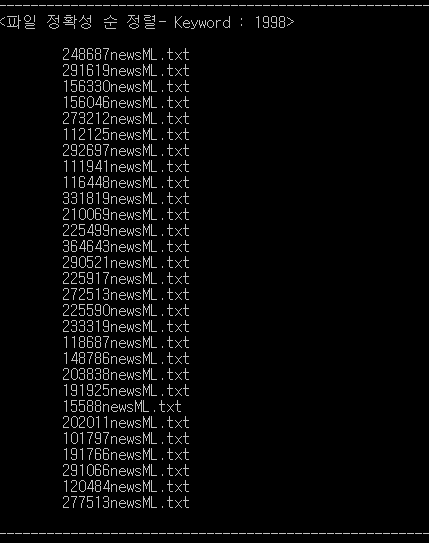 <파일 정확성 순 정렬- Keyword : 1998>
248687newsML.txt
291619newsML.txt
156330newsML.txt
156046newsML.txt
273212newsML.txt
112125newsML.txt
292697newsML.txt
111941newsML.txt
116448newsML.txt
331819newsML.txt
210069newsML.txt
225499newsML.txt
364643newsML.txt
290521newsML.txt
225917newsML.txt
272513newsML.txt
225590newsML.txt
233319newsML.txt
118687newsML.txt
148786newsML.txt
203838newsML.txt
191925newsML.txt
15588newsML.txt
202011newsML.txt
101797newsML.txt
191766newsML.txt
291066newsML.txt
120484newsML.txt
277513newsML.txt